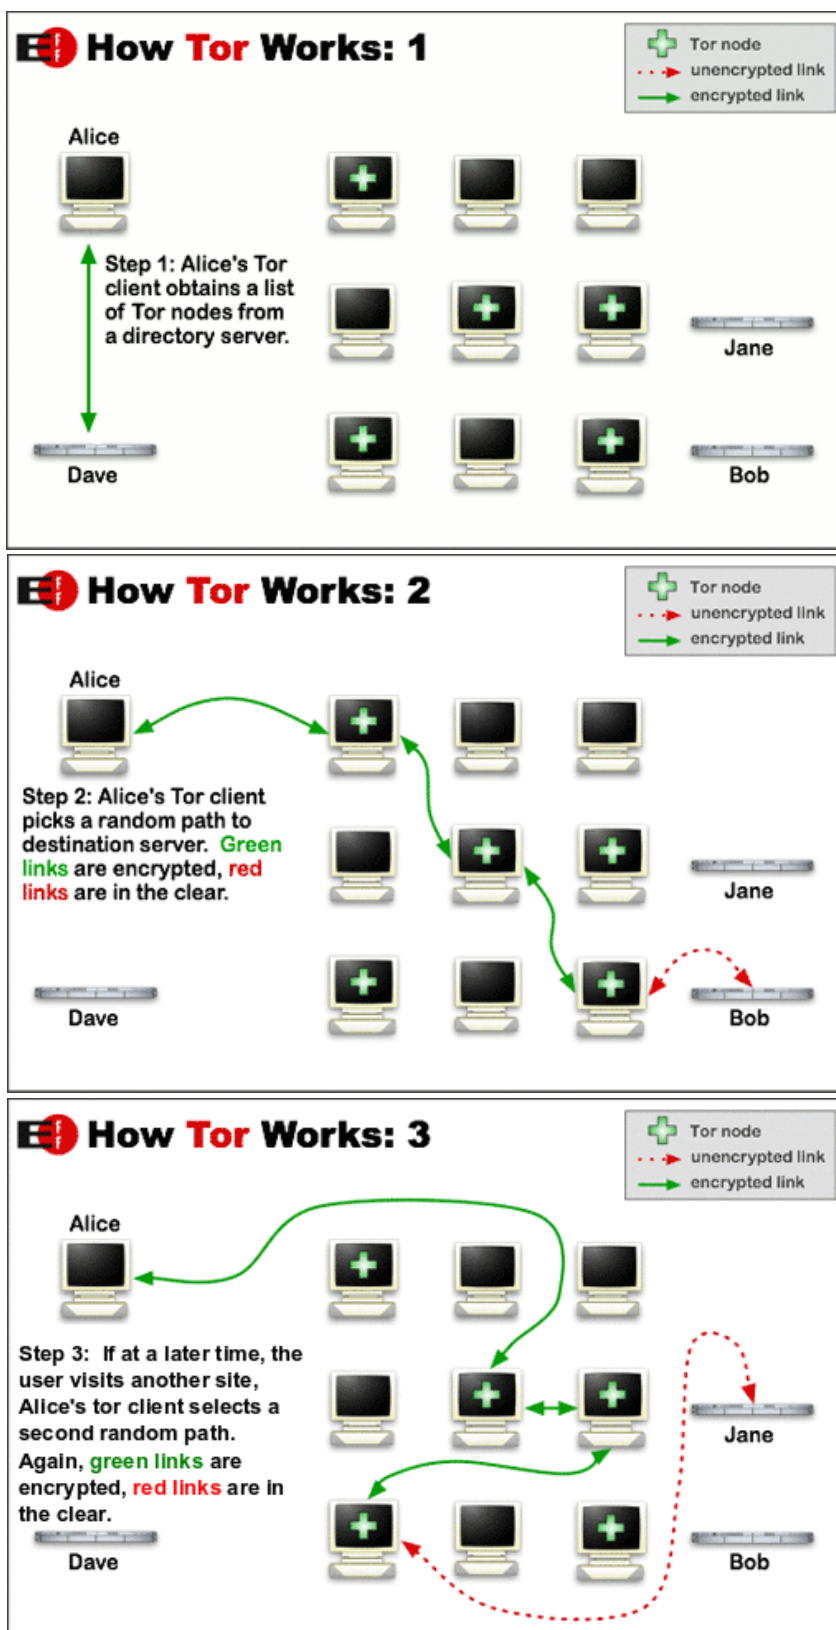 EFF How Tor Works: 1
Tor node
unencrypted link
encrypted link
Alice
Step 1: Alice's Tor
client obtains a list
of Tor nodes from
a directory server.
Jane
Dave
Bob
EFF How Tor Works: 2
Tor node
unencrypted link
encrypted link
Alice
Step 2: Alice's Tor client
picks a random path to
destination server. Green
links are encrypted, red
links are in the clear.
Jane
Dave
Bob
EFF How Tor Works: 3
Tor node
unencrypted link
encrypted link
Alice
Step 3: If at a later time, the
user visits another site,
Alice's tor client selects a
second random path.
Again, green links are
encrypted, red links are in
the clear.
Jane
Dave
Bob